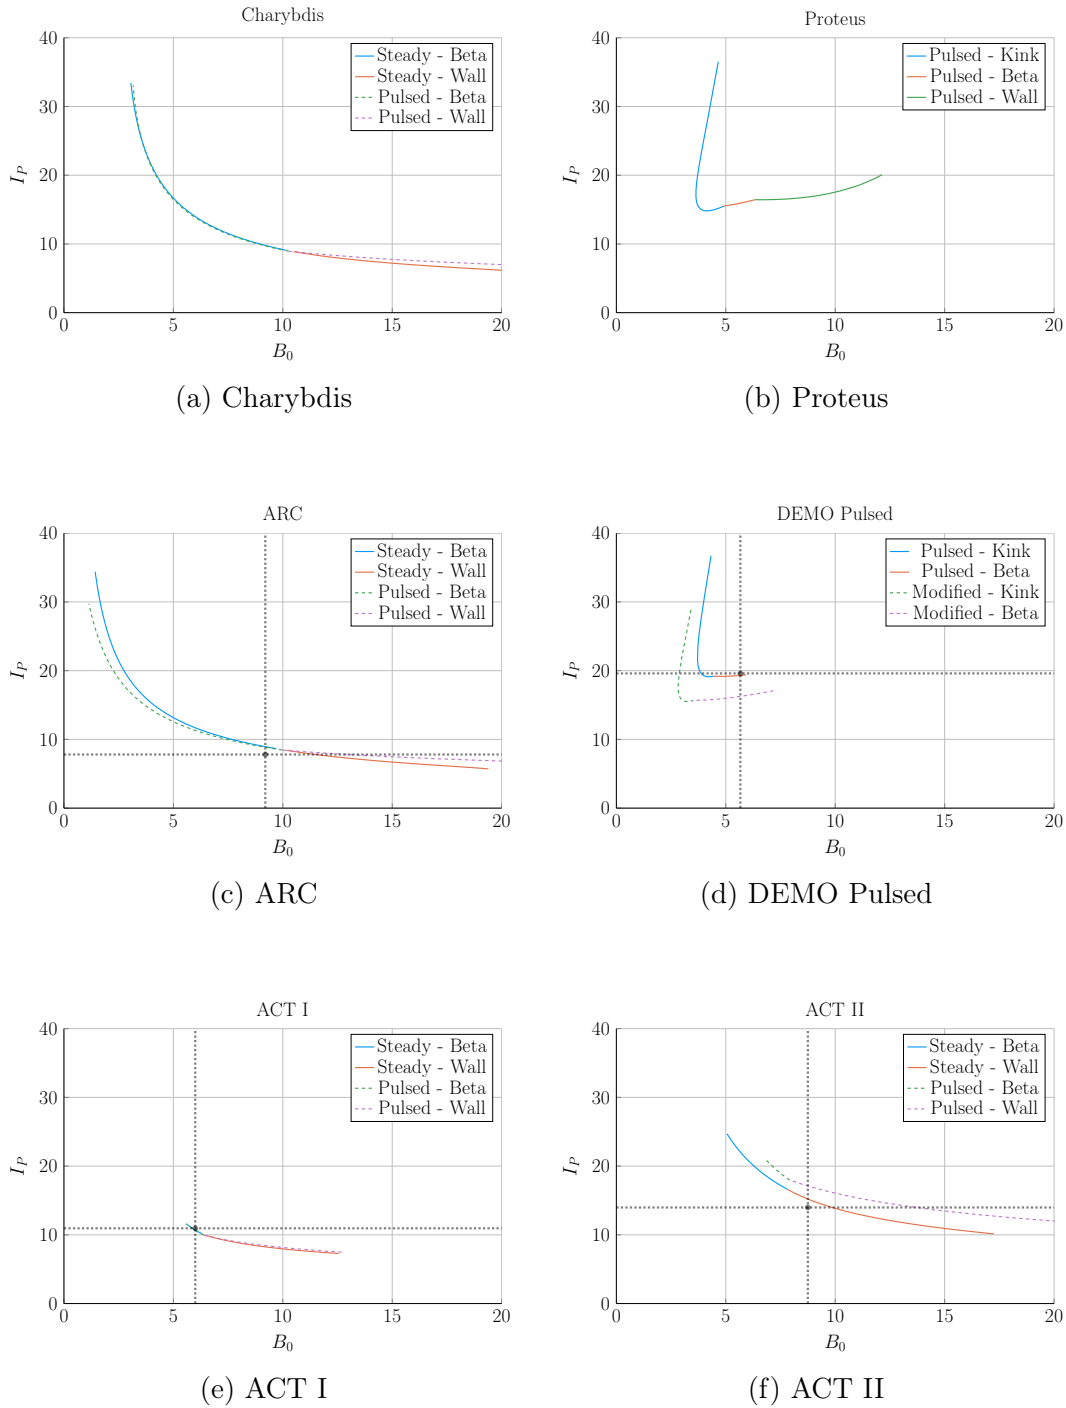 Charybdis
40
30
20
10
0
I_P
0 5 10 15 20
B_0
Steady - Beta
Steady - Wall
Pulsed - Beta
Pulsed - Wall
(a) Charybdis
Proteus
40
30
20
10
0
I_P
0 5 10 15 20
B_0
Pulsed - Kink
Pulsed - Beta
Pulsed - Wall
(b) Proteus
ARC
40
30
20
10
0
I_P
0 5 10 15 20
B_0
Steady - Beta
Steady - Wall
Pulsed - Beta
Pulsed - Wall
(c) ARC
DEMO Pulsed
40
30
20
10
0
I_P
0 5 10 15 20
B_0
Pulsed - Kink
Pulsed - Beta
Modified - Kink
Modified - Beta
(d) DEMO Pulsed
ACT I
40
30
20
10
0
I_P
0 5 10 15 20
B_0
Steady - Beta
Steady - Wall
Pulsed - Beta
Pulsed - Wall
(e) ACT I
ACT II
40
30
20
10
0
I_P
0 5 10 15 20
B_0
Steady - Beta
Steady - Wall
Pulsed - Beta
Pulsed - Wall
(f) ACT II